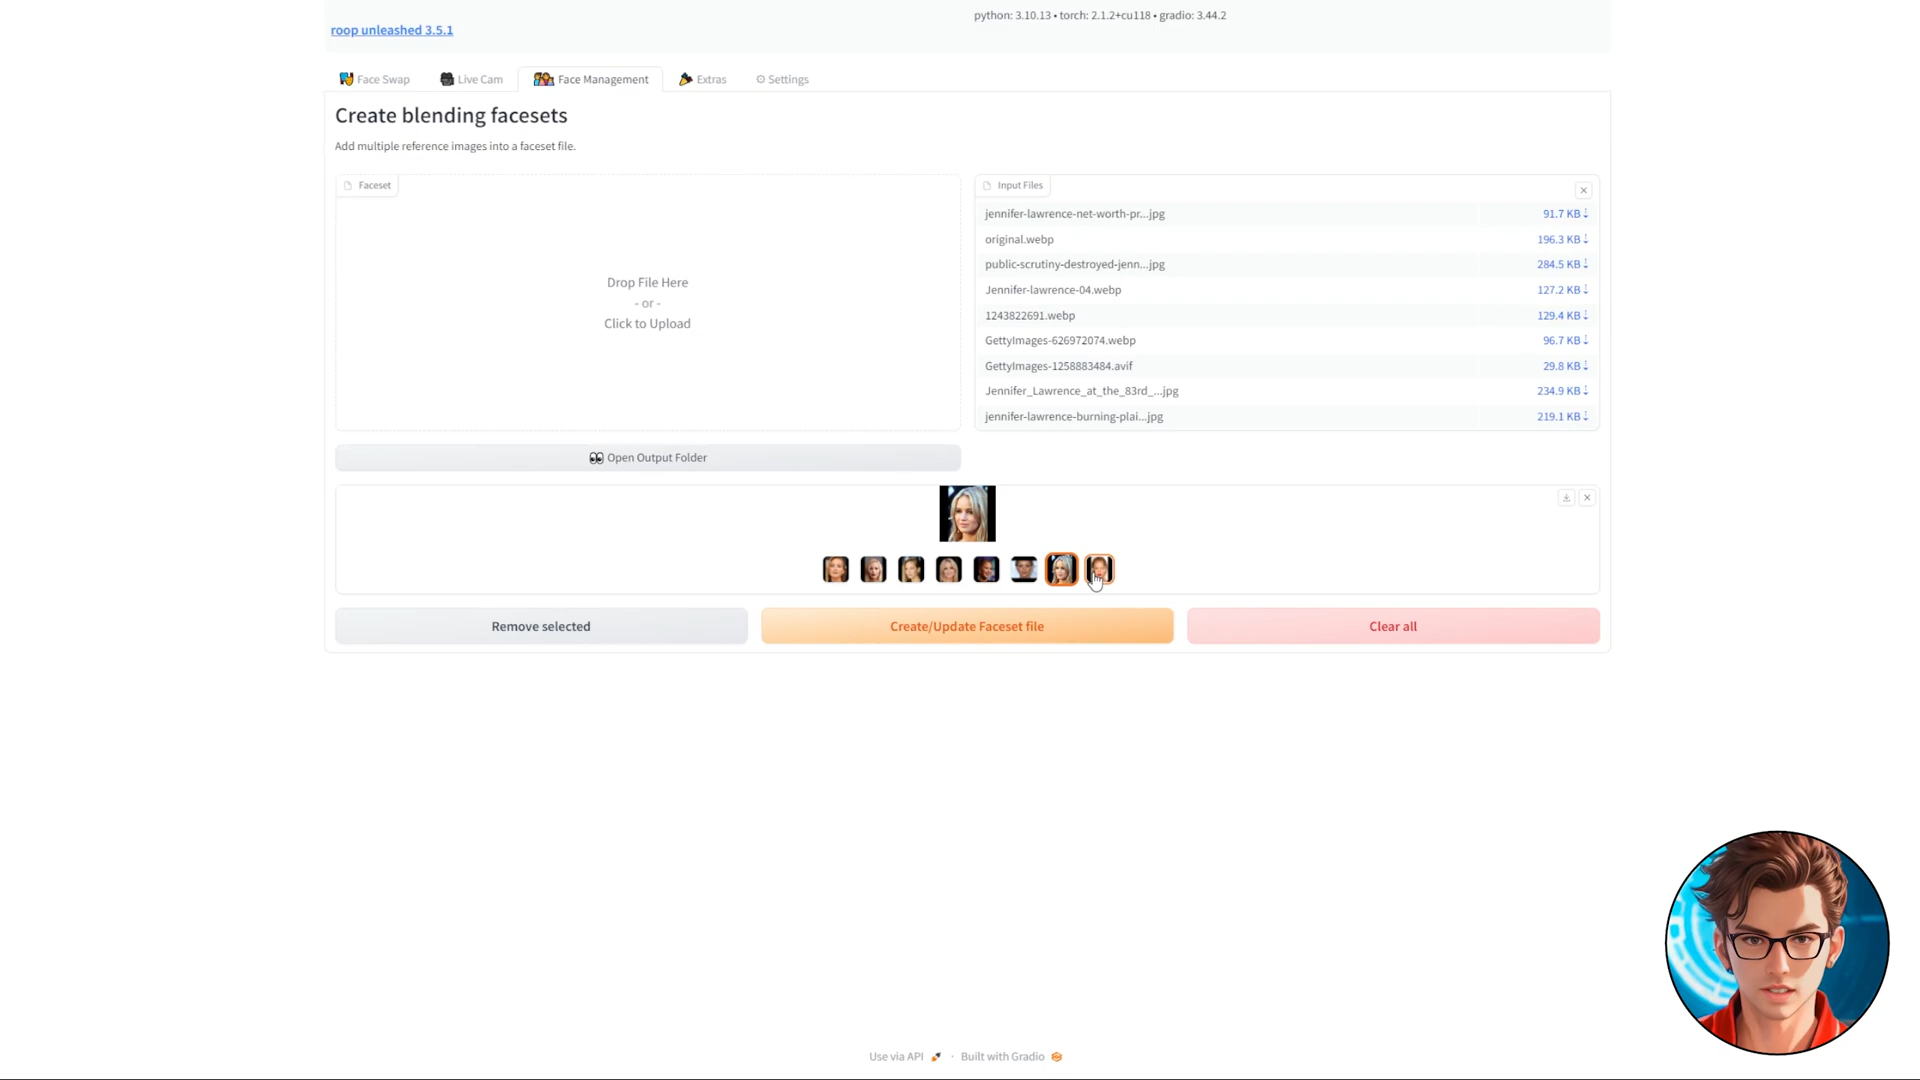 python: 3.10.13 • torch: 2.1.2+cu118 • gradio: 3.44.2
roop unleashed 3.5.1
Face Swap
Live Cam
Face Management
Extras
Settings
Create blending facesets
Add multiple reference images into a faceset file.
Faceset
Drop File Here
- or -
Click to Upload
Input Files
jennifer-lawrence-net-worth-pr...jpg 91.7 KB
original.webp 196.3 KB
public-scrutiny-destroyed-jenn...jpg 284.5 KB
Jennifer-lawrence-04.webp 127.2 KB
1243822691.webp 129.4 KB
GettyImages-626972074.webp 96.7 KB
GettyImages-1258883484.avif 29.8 KB
Jennifer_Lawrence_at_the_83rd_...jpg 234.9 KB
jennifer-lawrence-burning-plai...jpg 219.1 KB
Open Output Folder
Remove selected
Create/Update Faceset file
Clear all
Use via API · Built with Gradio